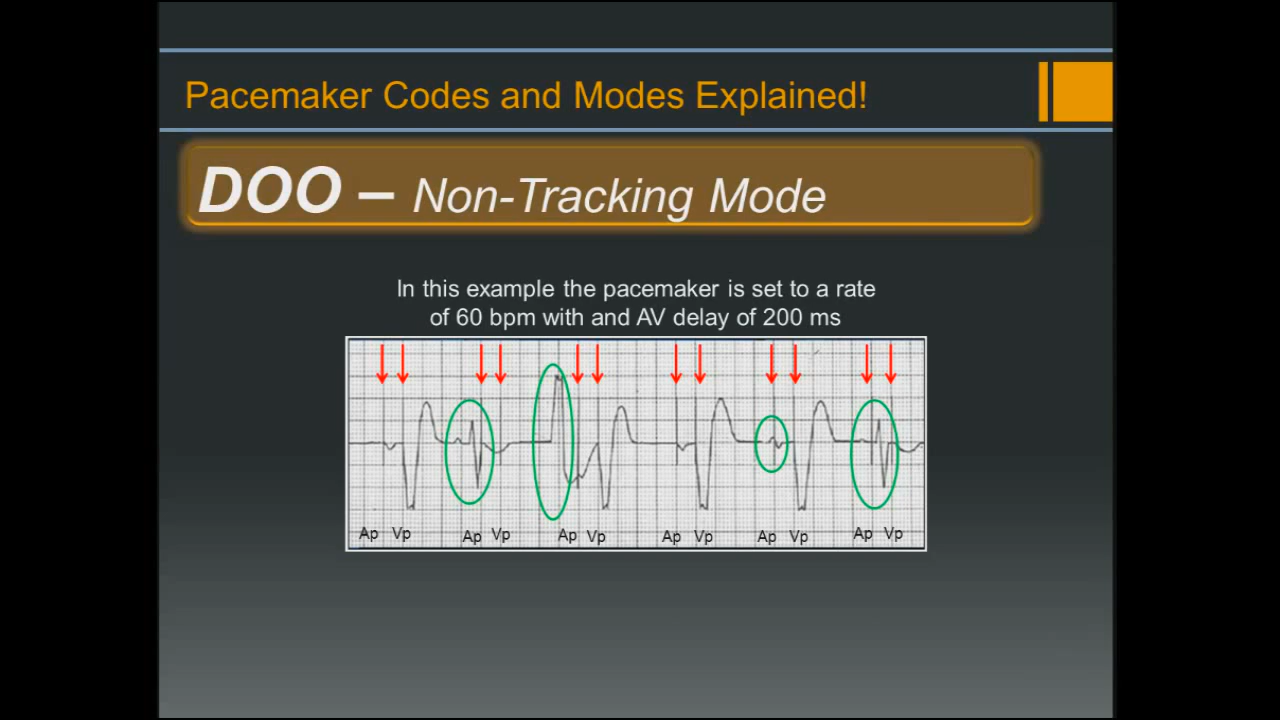 Pacemaker Codes and Modes Explained!
DOO – Non-Tracking Mode
In this example the pacemaker is set to a rate
of 60 bpm with and AV delay of 200 ms
Ap Vp Ap Vp Ap Vp Ap Vp Ap Vp Ap Vp